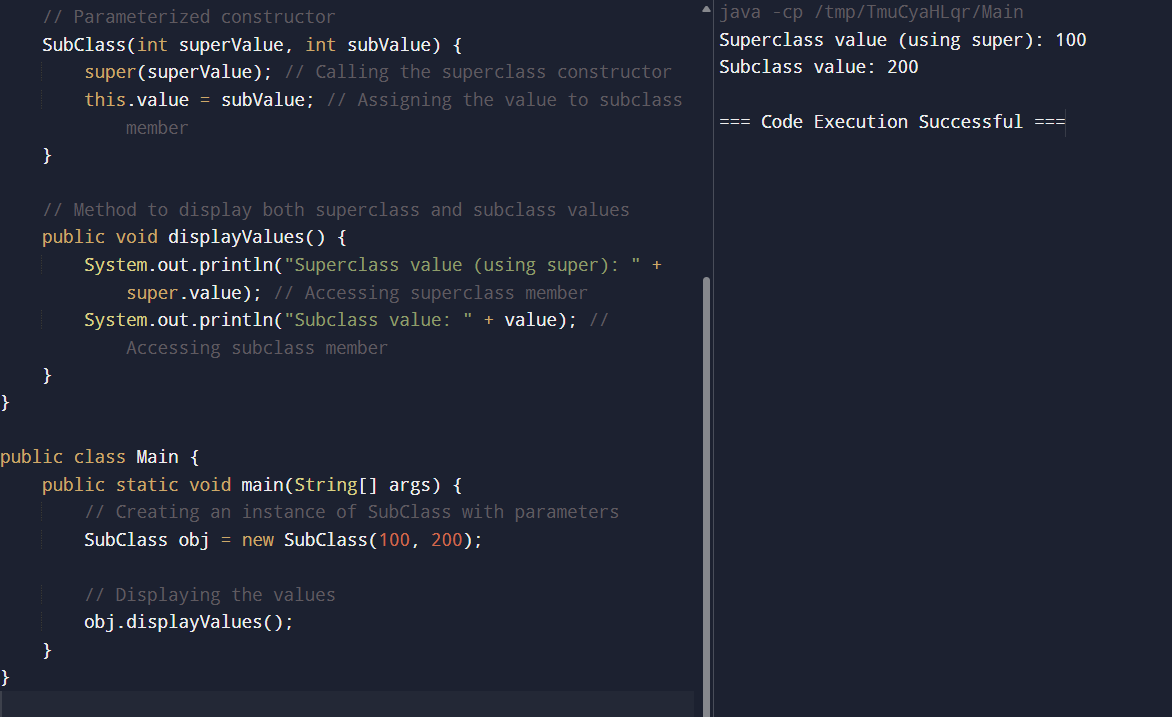 // Parameterized constructor
    SubClass(int superValue, int subValue) {
        super(superValue); // Calling the superclass constructor
        this.value = subValue; // Assigning the value to subclass
            member
    }

    // Method to display both superclass and subclass values
    public void displayValues() {
        System.out.println("Superclass value (using super): " +
            super.value); // Accessing superclass member
        System.out.println("Subclass value: " + value); //
            Accessing subclass member
    }
}

public class Main {
    public static void main(String[] args) {
        // Creating an instance of SubClass with parameters
        SubClass obj = new SubClass(100, 200);

        // Displaying the values
        obj.displayValues();
    }
}
java -cp /tmp/TmuCyaHLqr/Main
Superclass value (using super): 100
Subclass value: 200

=== Code Execution Successful ===